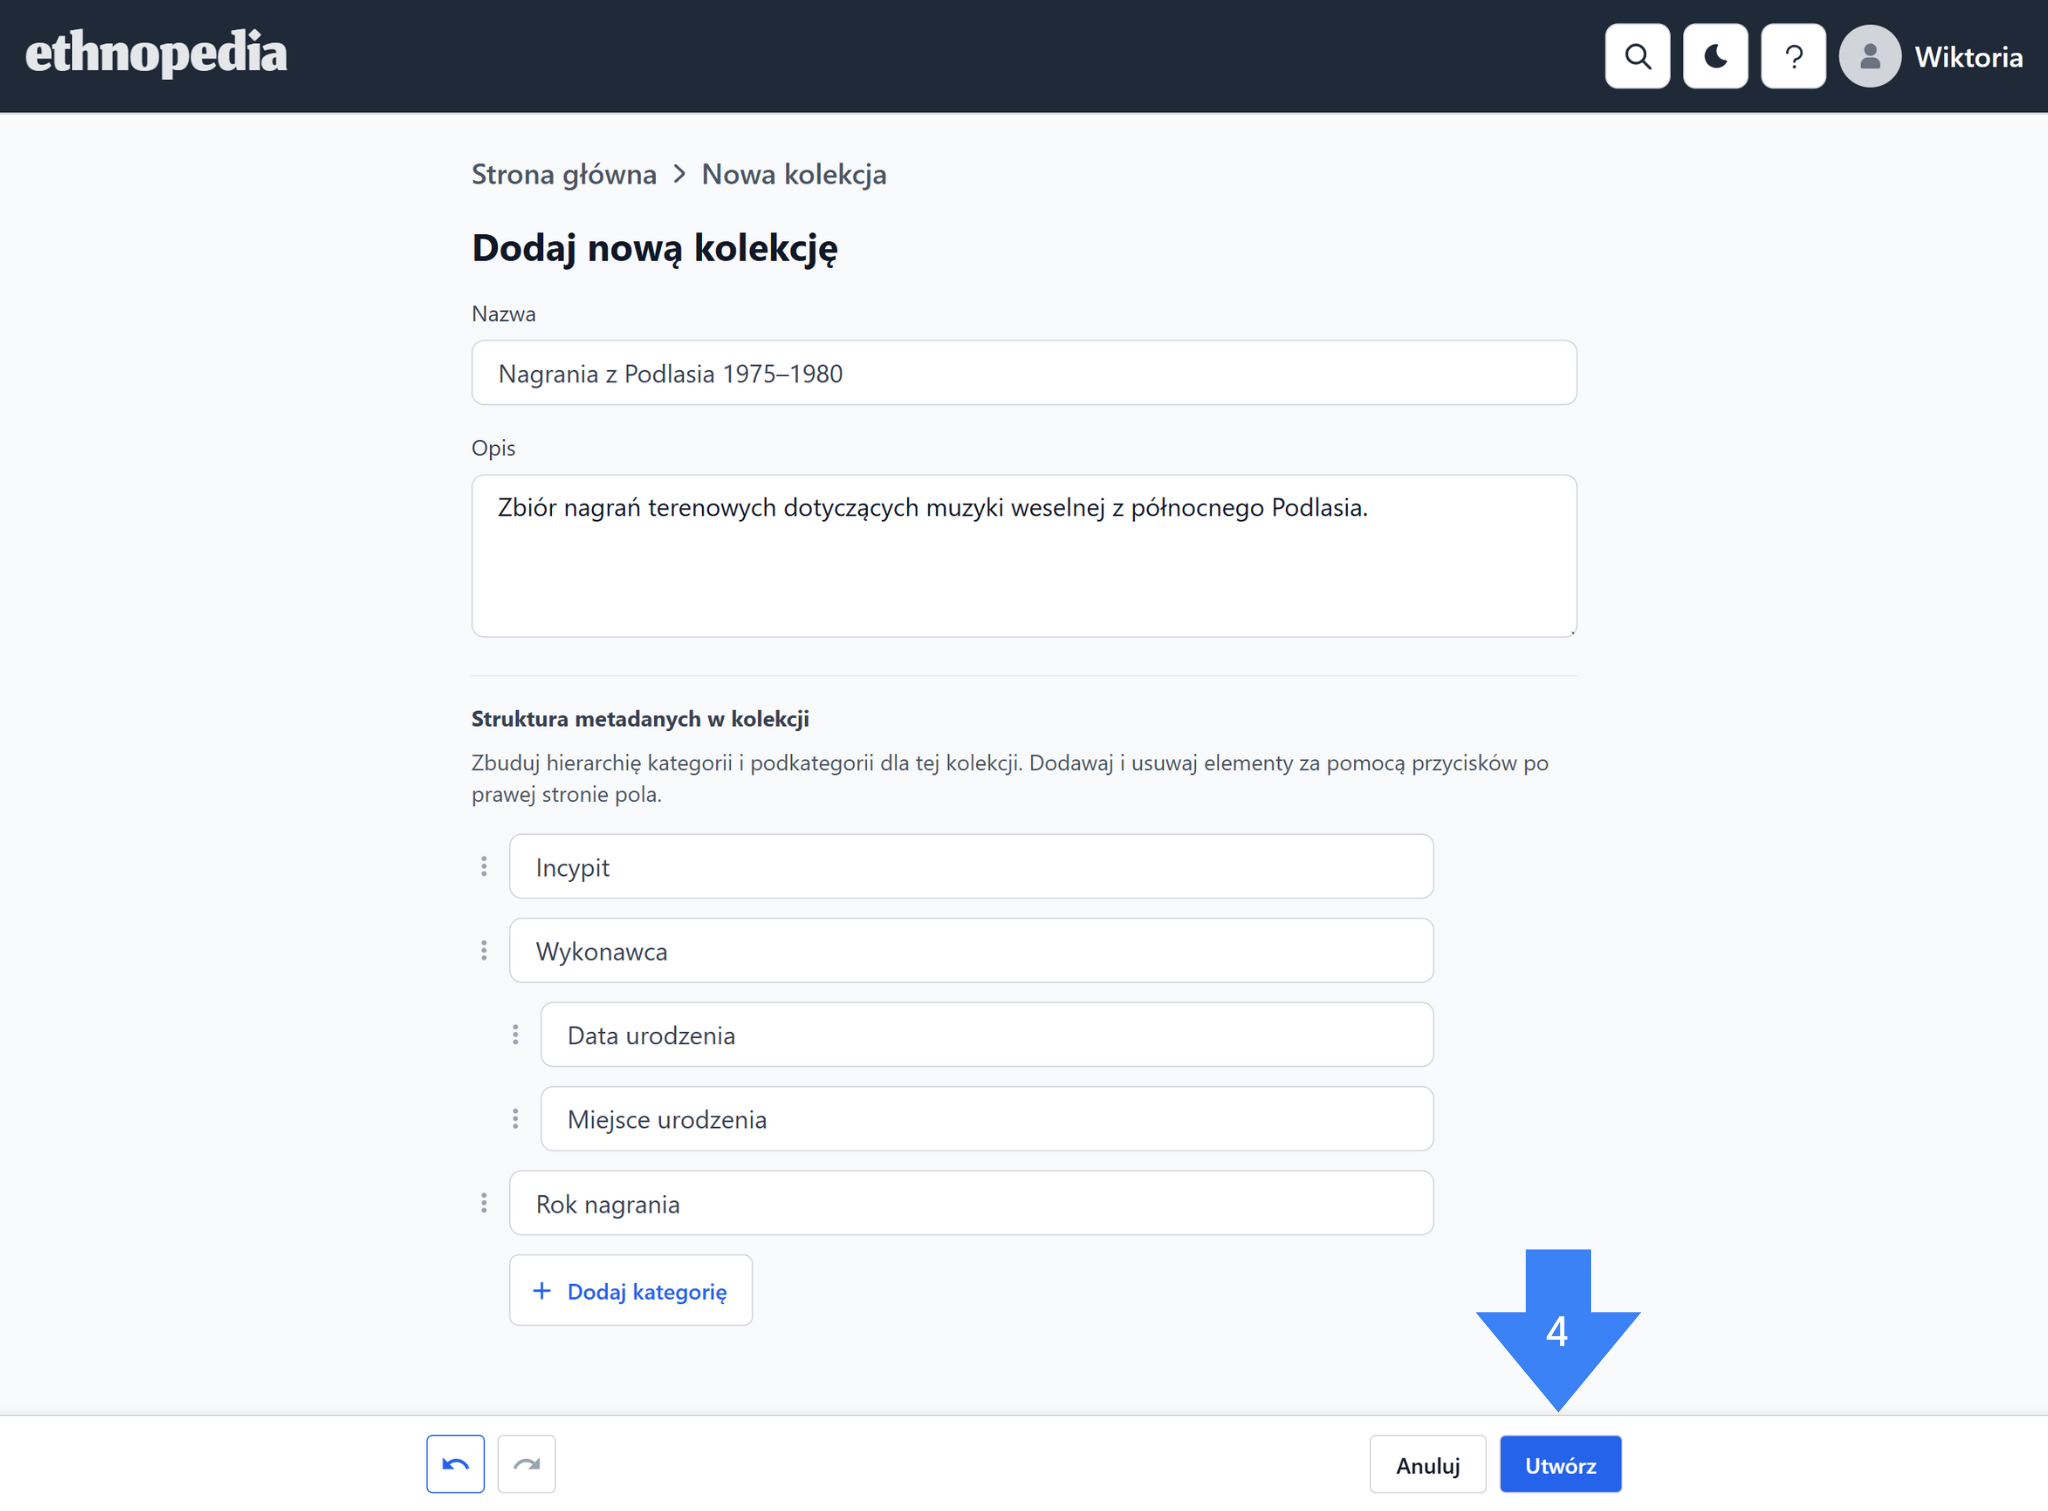 ethnopedia
Wiktoria
Strona główna > Nowa kolekcja
Dodaj nową kolekcję
Nazwa
Nagrania z Podlasia 1975–1980
Opis
Zbiór nagrań terenowych dotyczących muzyki weselnej z północnego Podlasia.
Struktura metadanych w kolekcji
Zbuduj hierarchię kategorii i podkategorii dla tej kolekcji. Dodawaj i usuwaj elementy za pomocą przycisków po
prawej stronie pola.
Incypit
Wykonawca
Data urodzenia
Miejsce urodzenia
Rok nagrania
+ Dodaj kategorię
4
Anuluj
Utwórz